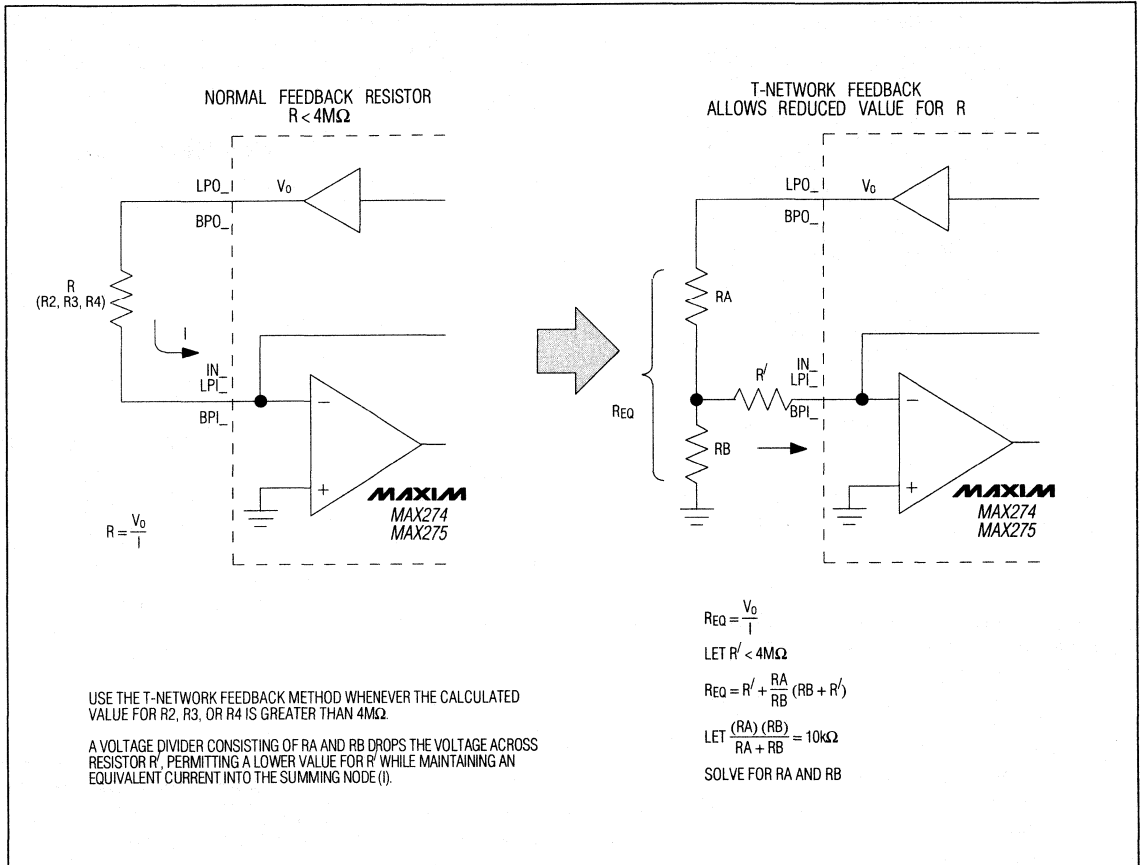 NORMAL FEEDBACK RESISTOR
R < 4MΩ
LPO_
V₀
BPO_
R
(R2, R3, R4)
I
IN_
LPI_
BPI_
−
+
MAXIM
MAX274
MAX275
R = V₀/I
T-NETWORK FEEDBACK
ALLOWS REDUCED VALUE FOR R
LPO_
V₀
BPO_
RA
REQ
R′
IN_
LPI_
BPI_
RB
−
+
MAXIM
MAX274
MAX275
REQ = V₀/I
LET R′ < 4MΩ
REQ = R′ + RA/RB (RB + R′)
LET (RA) (RB)/RA + RB = 10kΩ
SOLVE FOR RA AND RB
USE THE T-NETWORK FEEDBACK METHOD WHENEVER THE CALCULATED
VALUE FOR R2, R3, OR R4 IS GREATER THAN 4MΩ.
A VOLTAGE DIVIDER CONSISTING OF RA AND RB DROPS THE VOLTAGE ACROSS
RESISTOR R′, PERMITTING A LOWER VALUE FOR R′ WHILE MAINTAINING AN
EQUIVALENT CURRENT INTO THE SUMMING NODE (I).